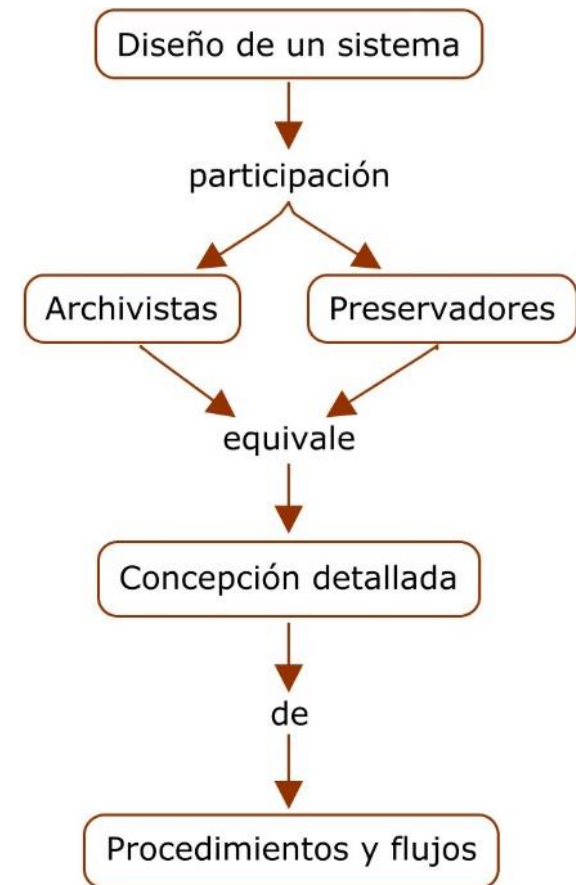 Diseño de un sistema
participación
Archivistas
Preservadores
equivale
Concepción detallada
de
Procedimientos y flujos